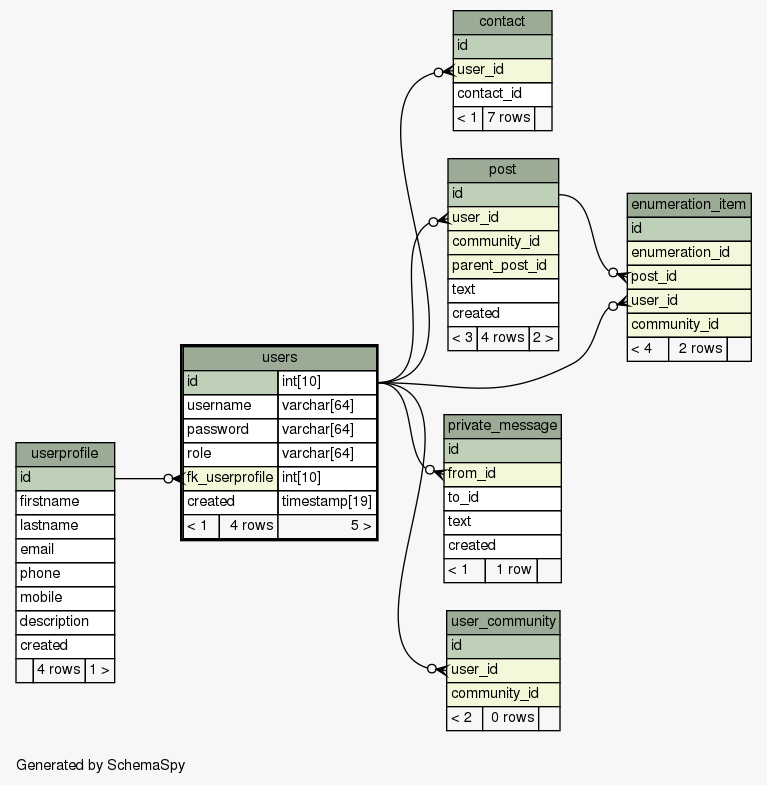 contact
id
user_id
contact_id
< 1 7 rows
post
id
user_id
community_id
parent_post_id
text
created
< 3 4 rows 2 >
enumeration_item
id
enumeration_id
post_id
user_id
community_id
< 4 2 rows
users
id int[10]
username varchar[64]
password varchar[64]
role varchar[64]
fk_userprofile int[10]
created timestamp[19]
< 1 4 rows 5 >
private_message
id
from_id
to_id
text
created
< 1 1 row
userprofile
id
firstname
lastname
email
phone
mobile
description
created
4 rows 1 >
user_community
id
user_id
community_id
< 2 0 rows
Generated by SchemaSpy